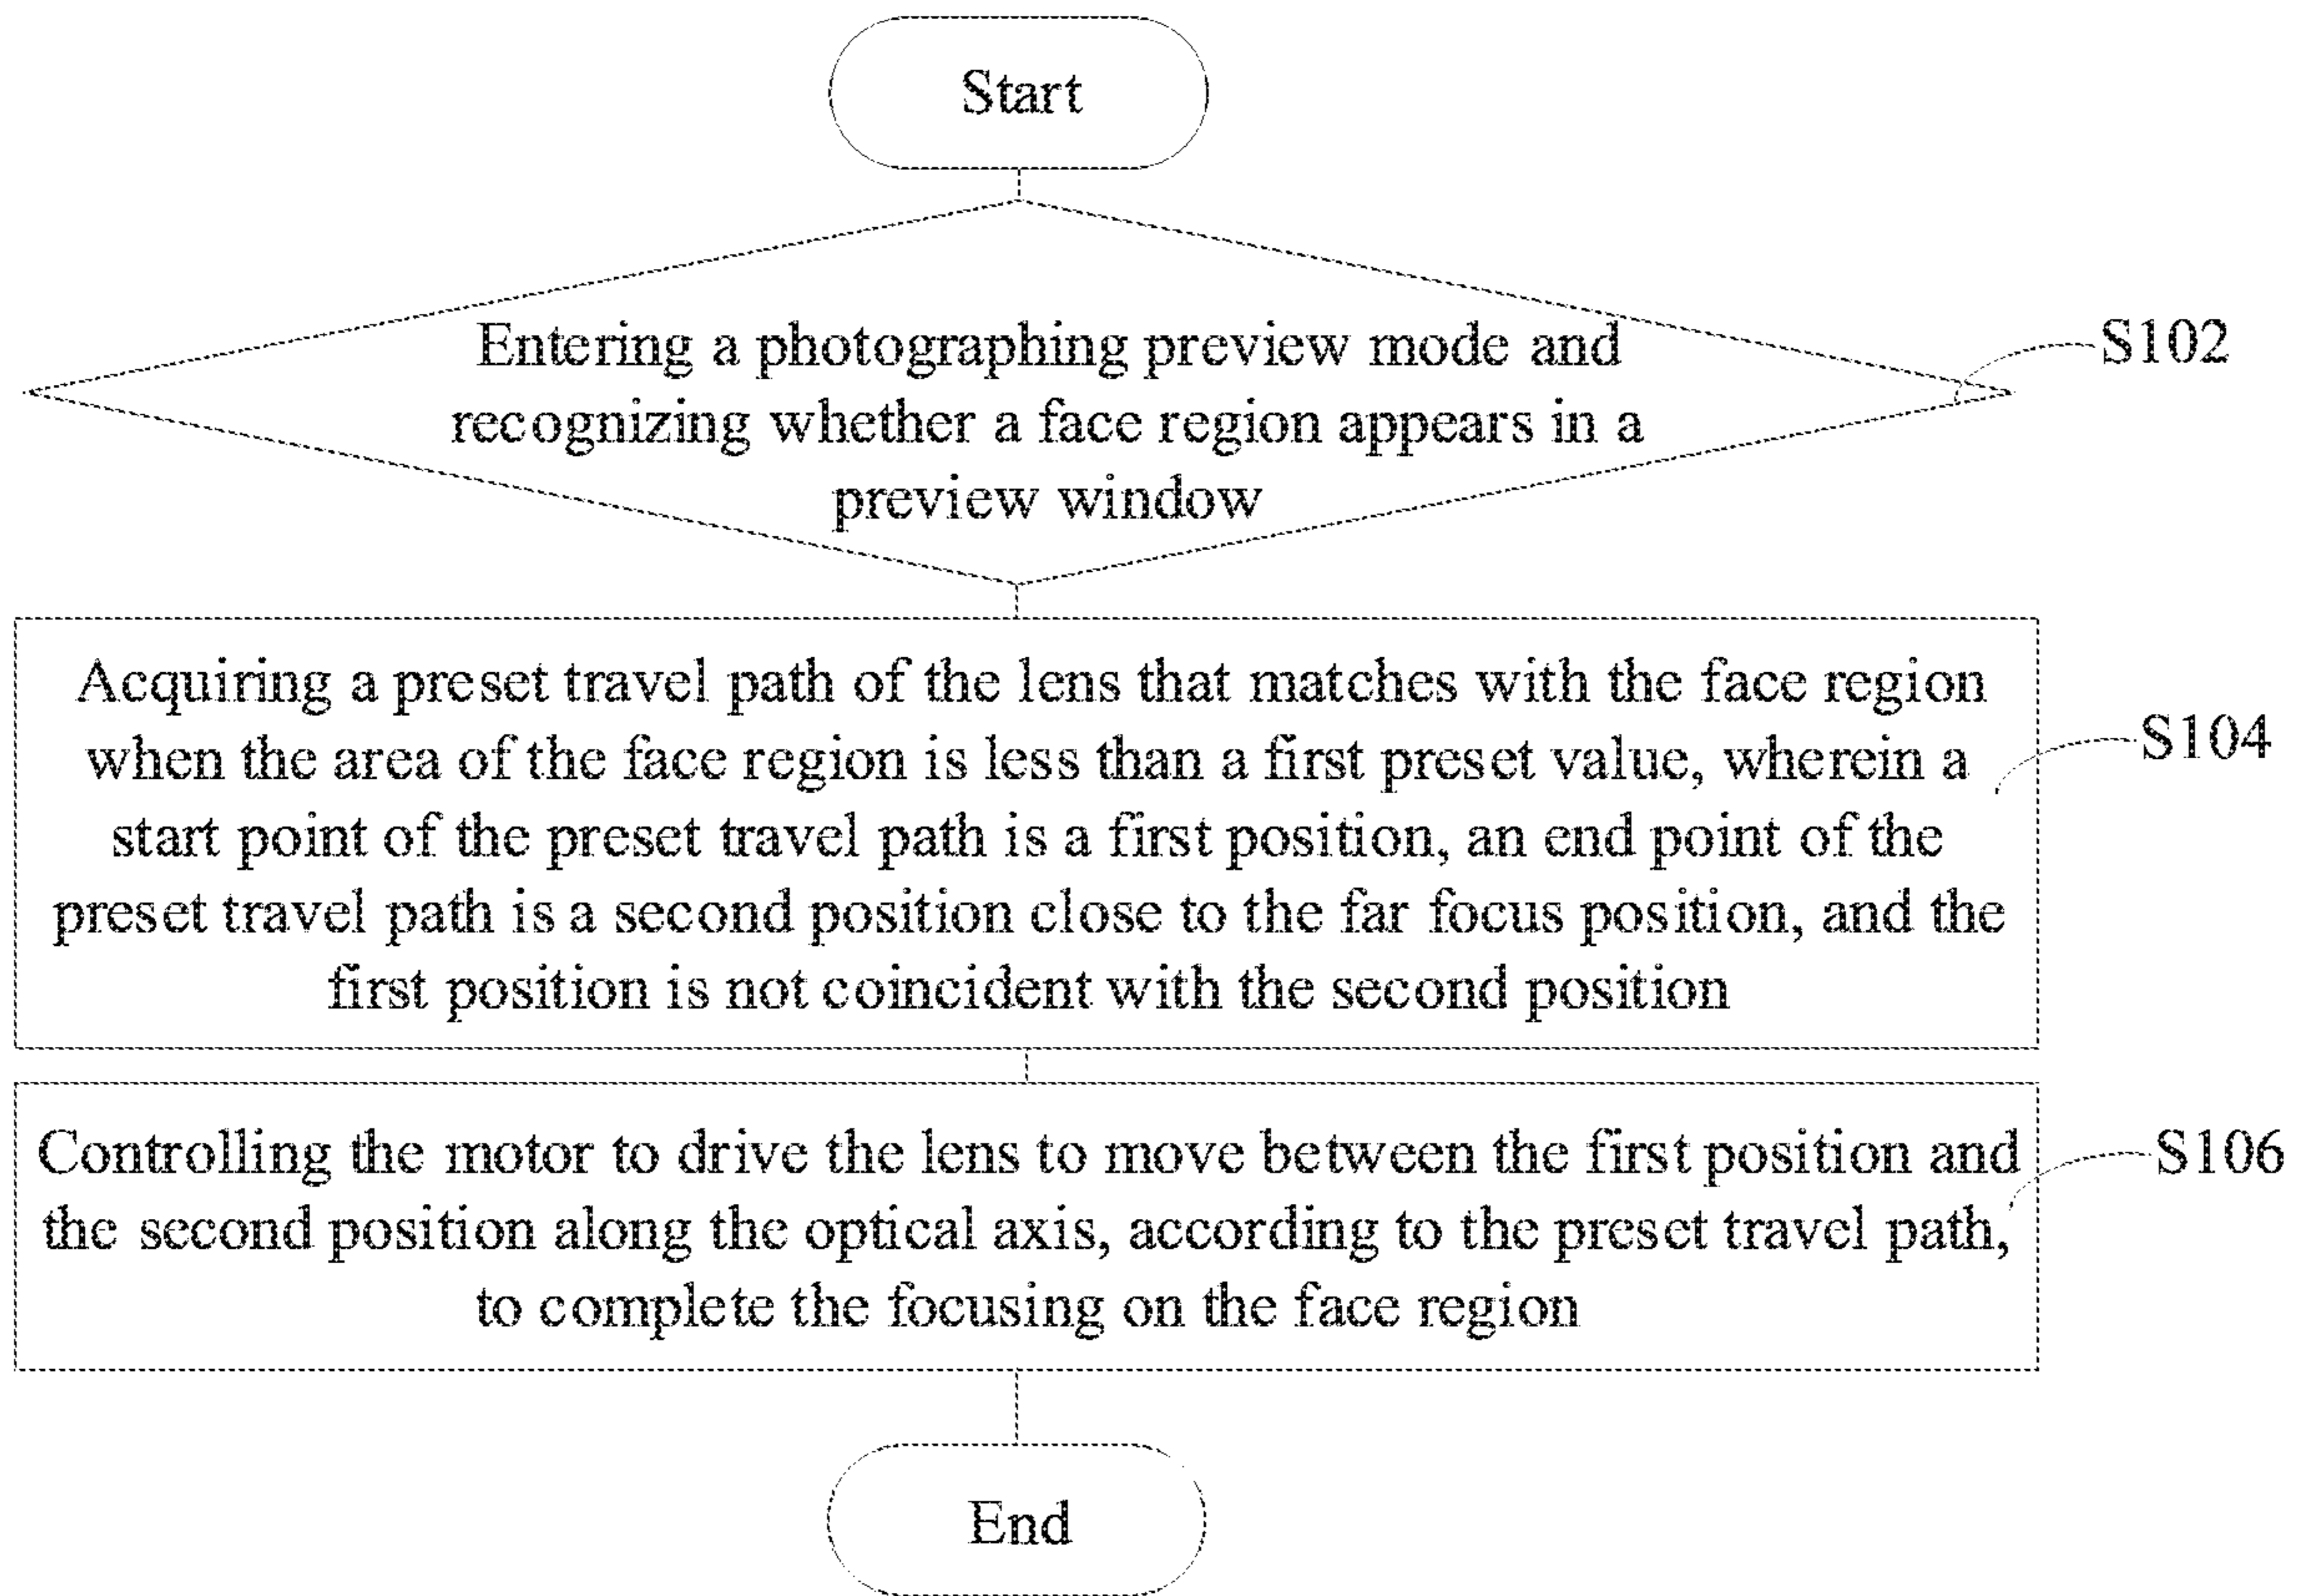 Start
Entering a photographing preview mode and
recognizing whether a face region appears in a
preview window
S102
Acquiring a preset travel path of the lens that matches with the face region
when the area of the face region is less than a first preset value, wherein a
start point of the preset travel path is a first position, an end point of the
preset travel path is a second position close to the far focus position, and the
first position is not coincident with the second position
S104
Controlling the motor to drive the lens to move between the first position and
the second position along the optical axis, according to the preset travel path,
to complete the focusing on the face region
S106
End